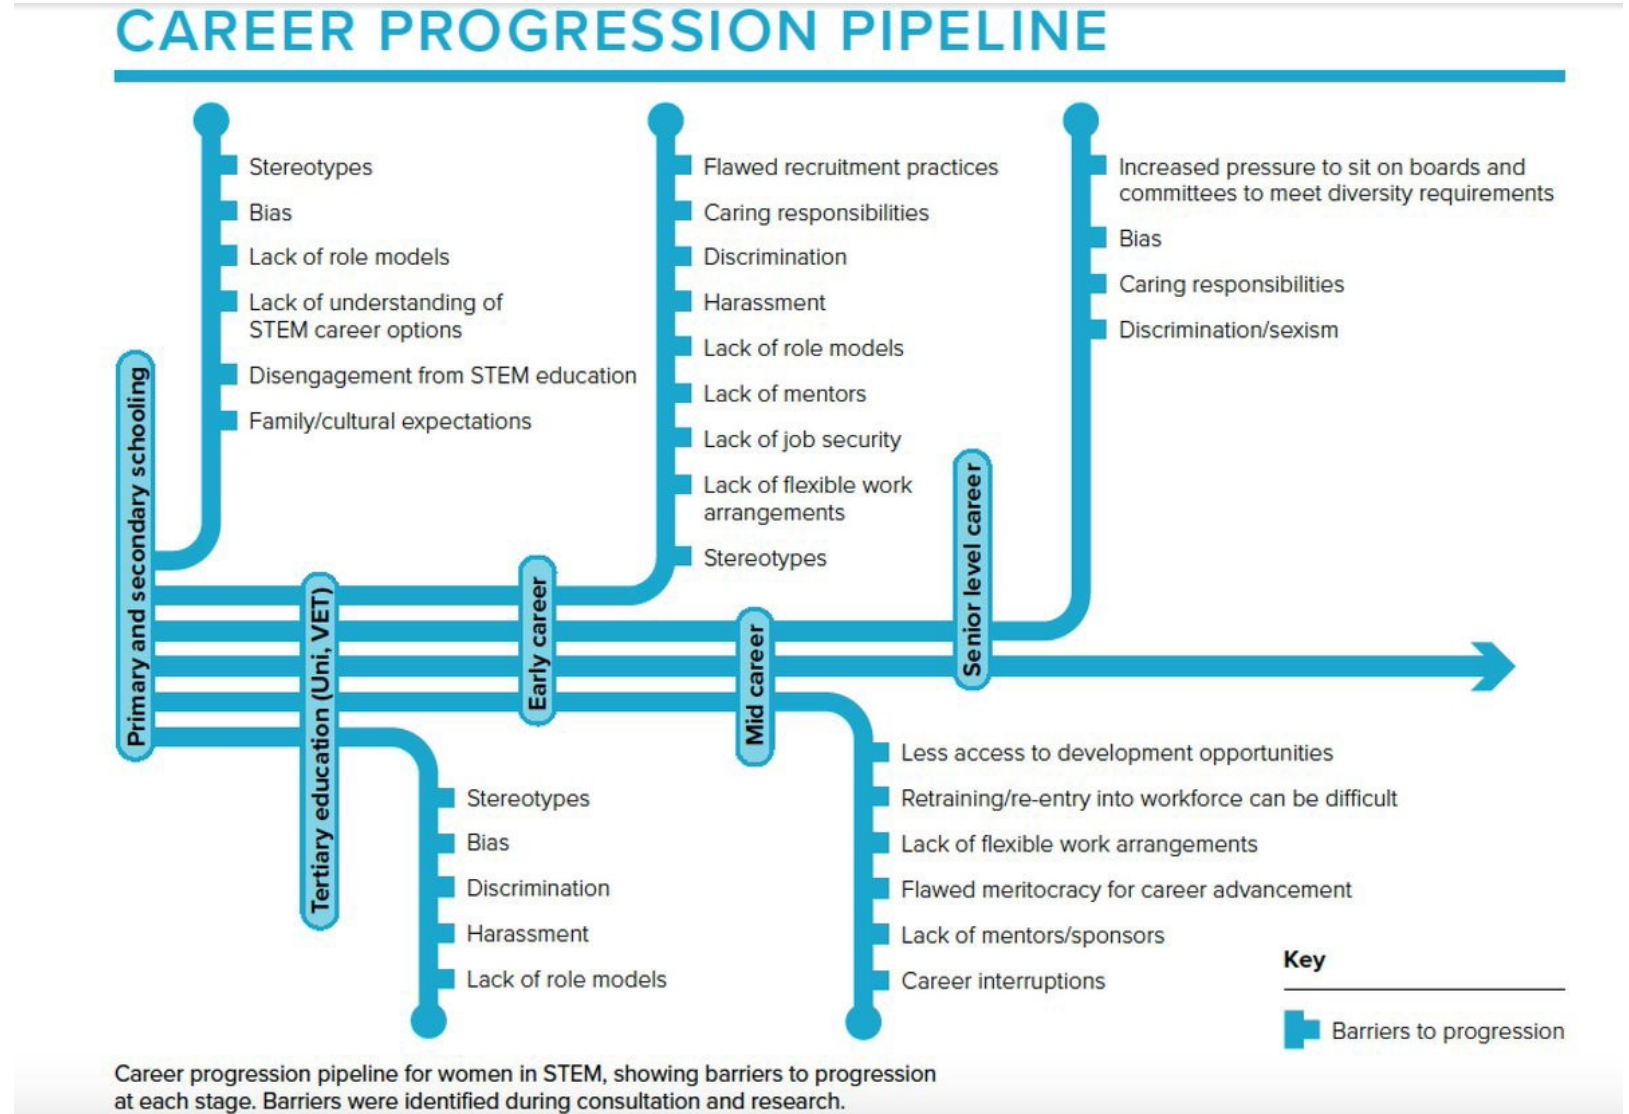 CAREER PROGRESSION PIPELINE
Primary and secondary schooling
Stereotypes
Bias
Lack of role models
Lack of understanding of
STEM career options
Disengagement from STEM education
Family/cultural expectations
Tertiary education (Uni, VET)
Stereotypes
Bias
Discrimination
Harassment
Lack of role models
Early career
Flawed recruitment practices
Caring responsibilities
Discrimination
Harassment
Lack of role models
Lack of mentors
Lack of job security
Lack of flexible work
arrangements
Stereotypes
Mid career
Less access to development opportunities
Retraining/re-entry into workforce can be difficult
Lack of flexible work arrangements
Flawed meritocracy for career advancement
Lack of mentors/sponsors
Career interruptions
Senior level career
Increased pressure to sit on boards and
committees to meet diversity requirements
Bias
Caring responsibilities
Discrimination/sexism
Key
Barriers to progression
Career progression pipeline for women in STEM, showing barriers to progression
at each stage. Barriers were identified during consultation and research.